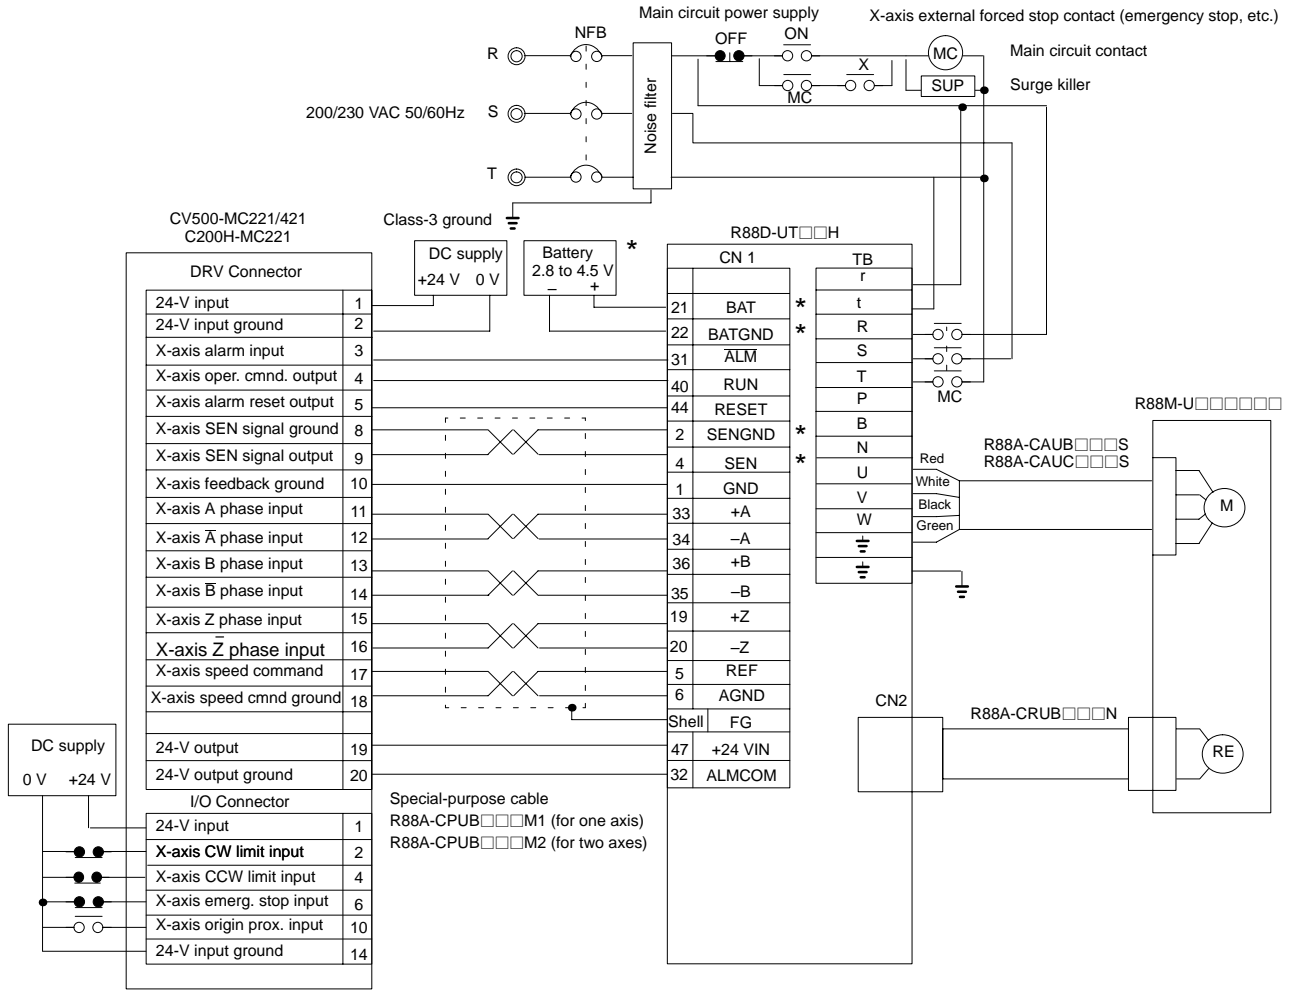 Main circuit power supply
X-axis external forced stop contact (emergency stop, etc.)
NFB
OFF
ON
R
MC
Main circuit contact
X
SUP
Surge killer
MC
200/230 VAC 50/60Hz
S
Noise filter
T
Class-3 ground
CV500-MC221/421
C200H-MC221
DRV Connector
24-V input 1
24-V input ground 2
X-axis alarm input 3
X-axis oper. cmnd. output 4
X-axis alarm reset output 5
X-axis SEN signal ground 8
X-axis SEN signal output 9
X-axis feedback ground 10
X-axis A phase input 11
X-axis A̅ phase input 12
X-axis B phase input 13
X-axis B̅ phase input 14
X-axis Z phase input 15
X-axis Z̅ phase input 16
X-axis speed command 17
X-axis speed cmnd ground 18
24-V output 19
24-V output ground 20
I/O Connector
24-V input 1
X-axis CW limit input 2
X-axis CCW limit input 4
X-axis emerg. stop input 6
X-axis origin prox. input 10
24-V input ground 14
DC supply
0 V +24 V
DC supply
+24 V 0 V
Battery
2.8 to 4.5 V
– +
*
R88D-UT□□H
CN 1
21 BAT *
22 BATGND *
31 A̅L̅M̅
40 RUN
44 RESET
2 SENGND *
4 SEN *
1 GND
33 +A
34 –A
36 +B
35 –B
19 +Z
20 –Z
5 REF
6 AGND
Shell FG
47 +24 VIN
32 ALMCOM
TB
r
t
R
S
T
P
B
N
U
V
W
MC
Red
White
Black
Green
R88A-CAUB□□□S
R88A-CAUC□□□S
R88M-U□□□□□□
M
CN2
R88A-CRUB□□□N
RE
Special-purpose cable
R88A-CPUB□□□M1 (for one axis)
R88A-CPUB□□□M2 (for two axes)